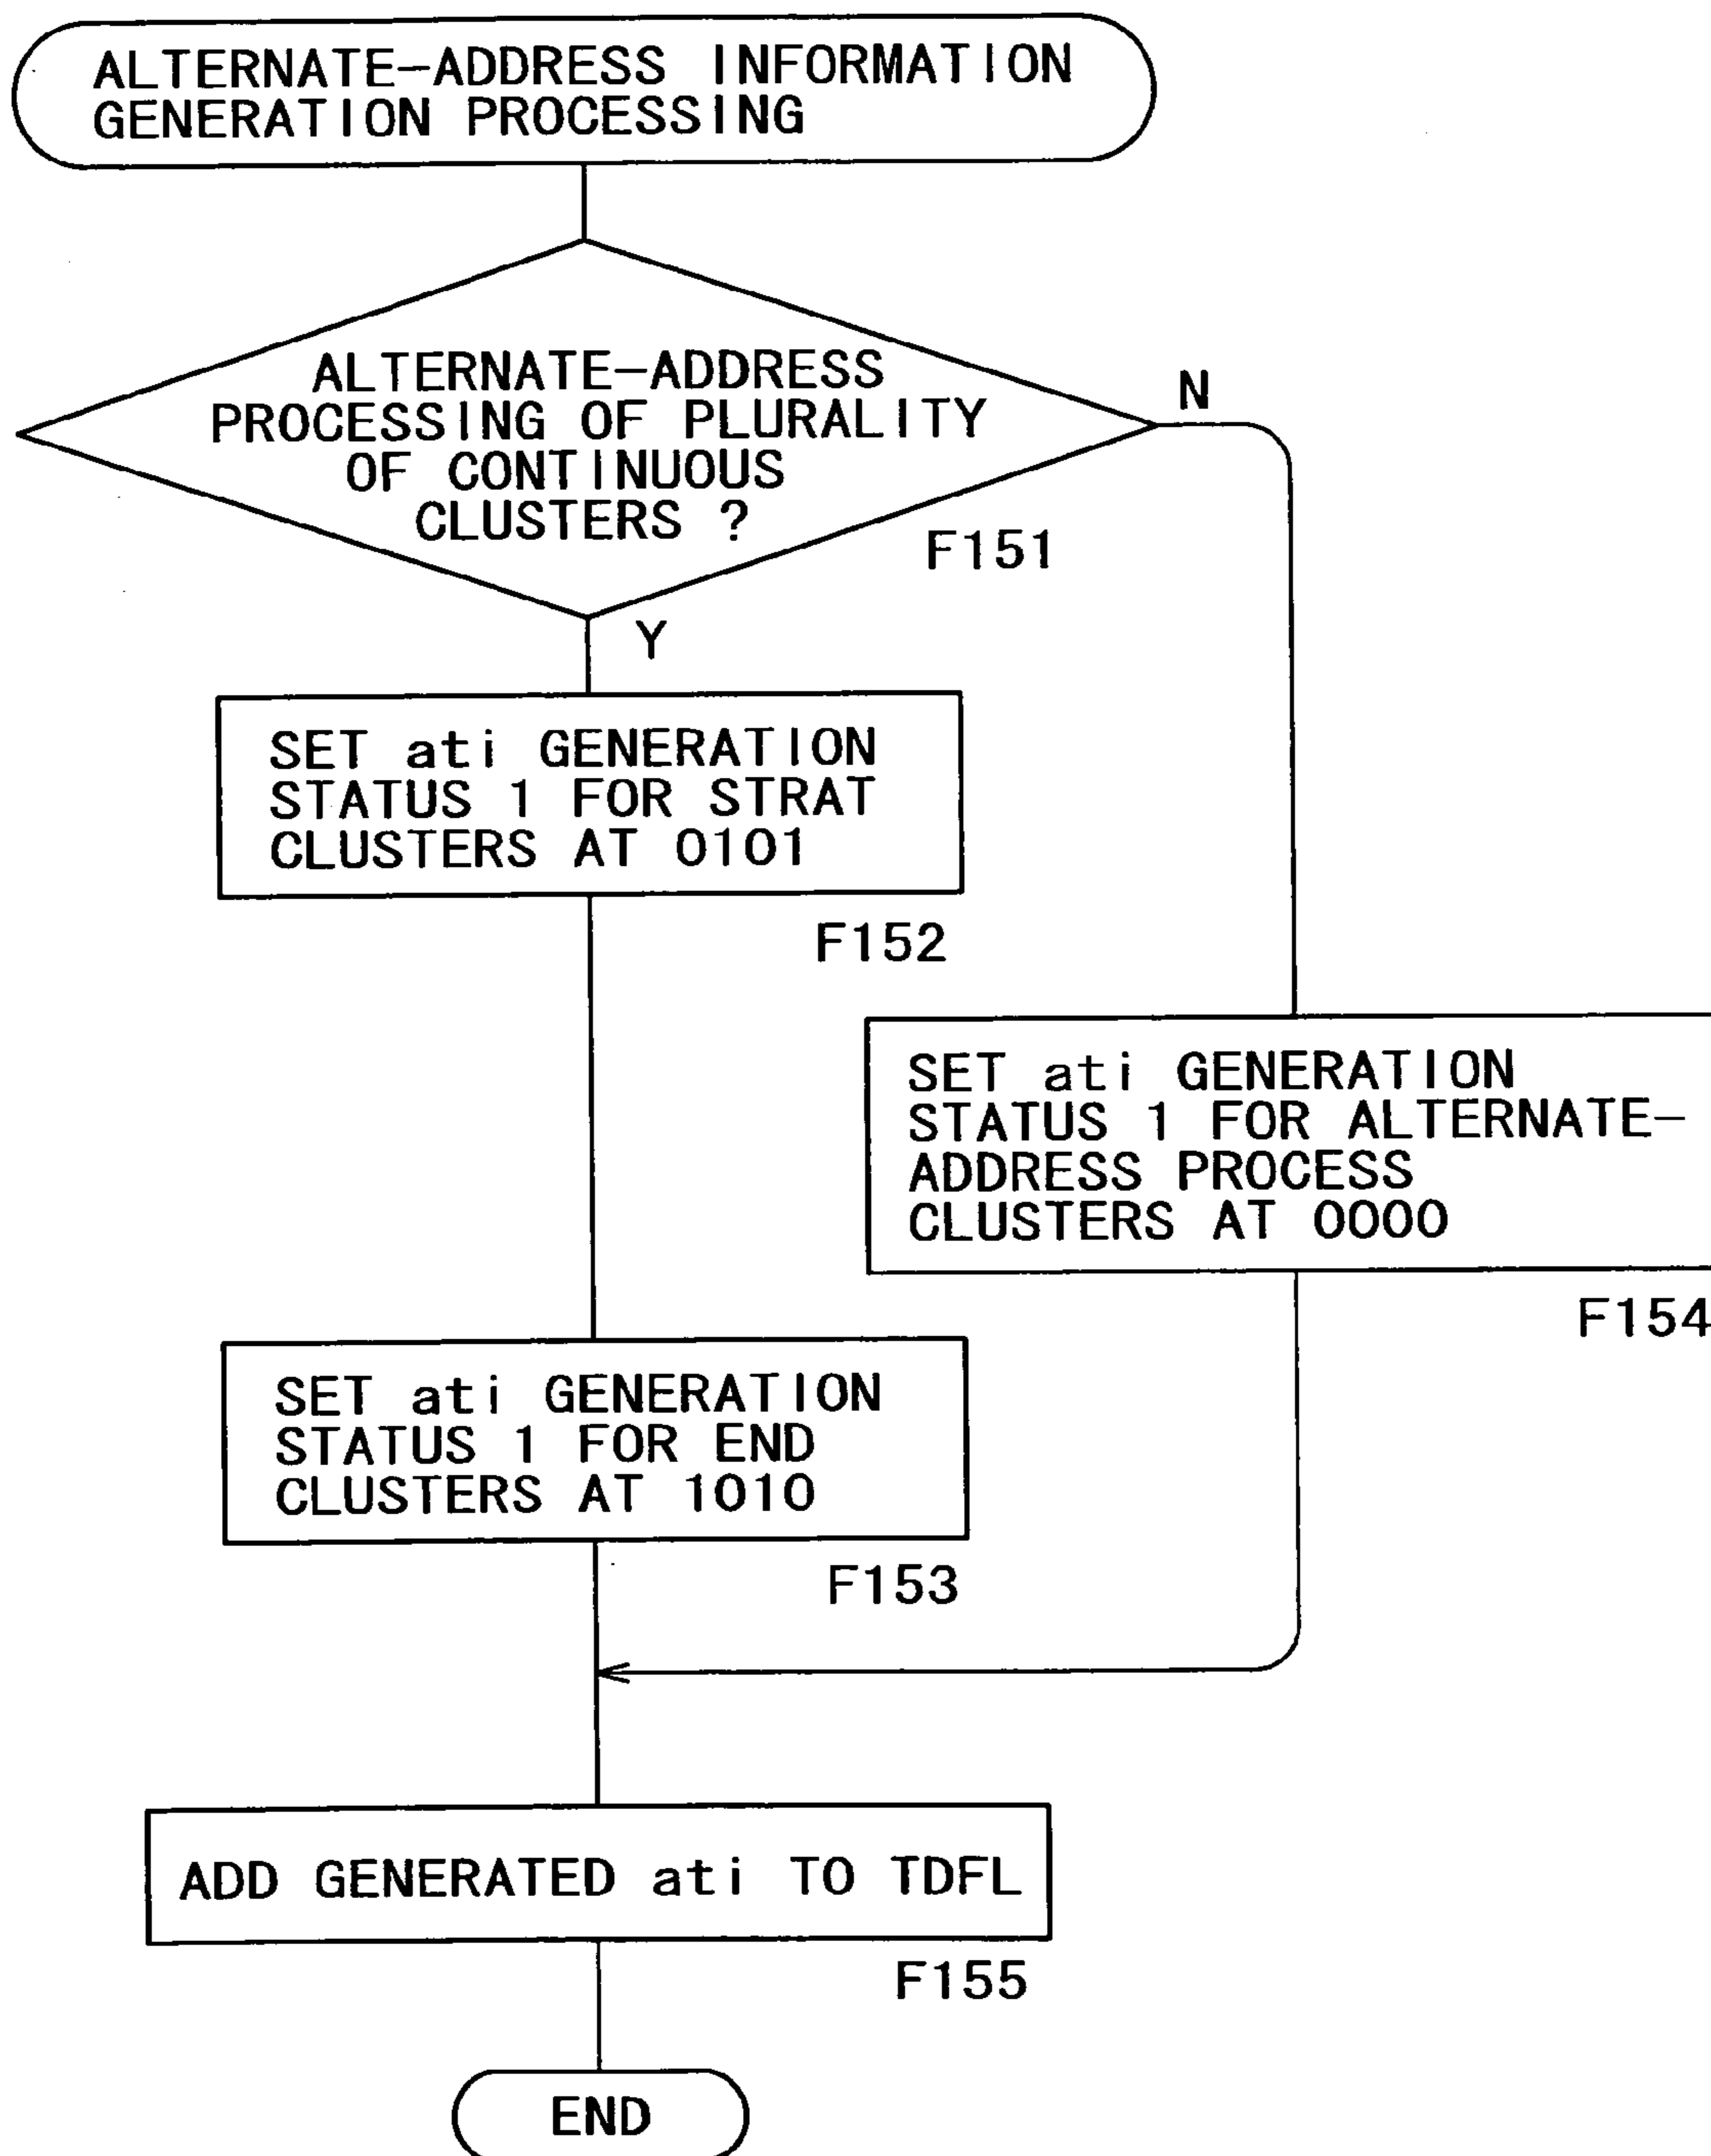 ALTERNATE-ADDRESS INFORMATION
GENERATION PROCESSING
ALTERNATE-ADDRESS
PROCESSING OF PLURALITY
OF CONTINUOUS
CLUSTERS ?
N
F151
Y
SET ati GENERATION
STATUS 1 FOR STRAT
CLUSTERS AT 0101
F152
SET ati GENERATION
STATUS 1 FOR ALTERNATE-
ADDRESS PROCESS
CLUSTERS AT 0000
F154
SET ati GENERATION
STATUS 1 FOR END
CLUSTERS AT 1010
F153
ADD GENERATED ati TO TDFL
F155
END